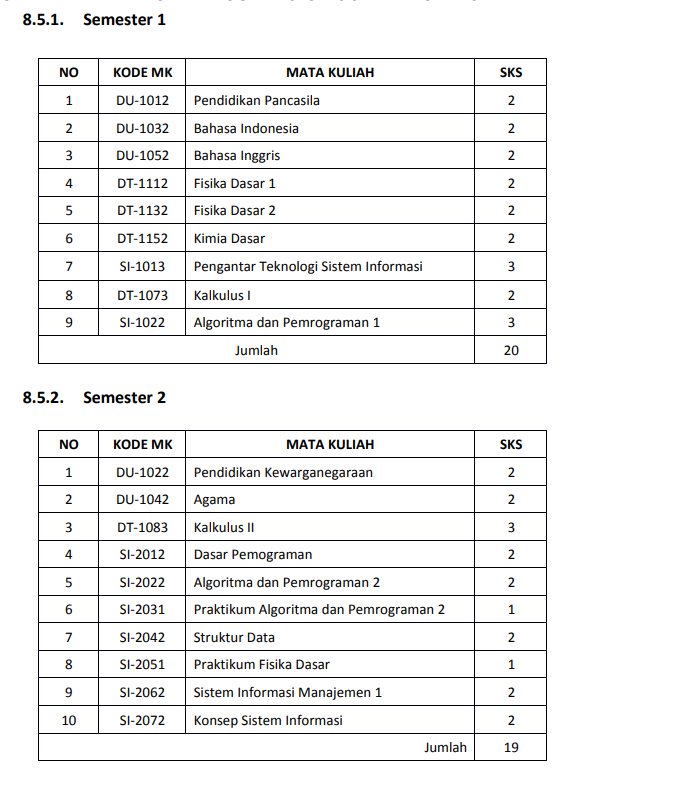 8.5.1. Semester 1
NO KODE MK MATA KULIAH SKS
1 DU-1012 Pendidikan Pancasila 2
2 DU-1032 Bahasa Indonesia 2
3 DU-1052 Bahasa Inggris 2
4 DT-1112 Fisika Dasar 1 2
5 DT-1132 Fisika Dasar 2 2
6 DT-1152 Kimia Dasar 2
7 SI-1013 Pengantar Teknologi Sistem Informasi 3
8 DT-1073 Kalkulus I 2
9 SI-1022 Algoritma dan Pemrograman 1 3
Jumlah 20
8.5.2. Semester 2
NO KODE MK MATA KULIAH SKS
1 DU-1022 Pendidikan Kewarganegaraan 2
2 DU-1042 Agama 2
3 DT-1083 Kalkulus II 3
4 SI-2012 Dasar Pemograman 2
5 SI-2022 Algoritma dan Pemrograman 2 2
6 SI-2031 Praktikum Algoritma dan Pemrograman 2 1
7 SI-2042 Struktur Data 2
8 SI-2051 Praktikum Fisika Dasar 1
9 SI-2062 Sistem Informasi Manajemen 1 2
10 SI-2072 Konsep Sistem Informasi 2
Jumlah 19